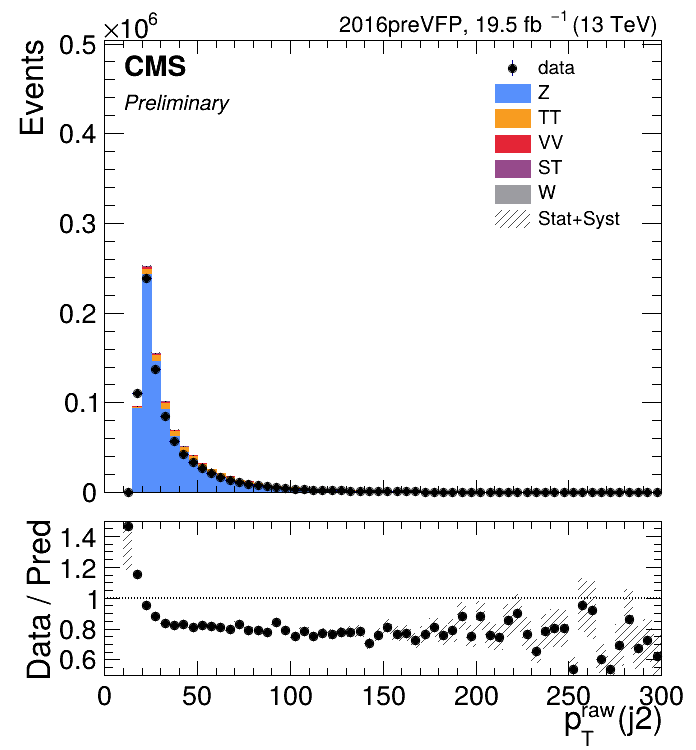 ×10^6
2016preVFP, 19.5 fb^-1 (13 TeV)
Events
0.5
0.4
0.3
0.2
0.1
0
CMS
Preliminary
data
Z
TT
VV
ST
W
Stat+Syst
Data / Pred
1.4
1.2
1
0.8
0.6
0 50 100 150 200 250 300
p_T^raw(j2)